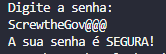 Digite a senha:
ScrewtheGov@@@
A sua senha é SEGURA!